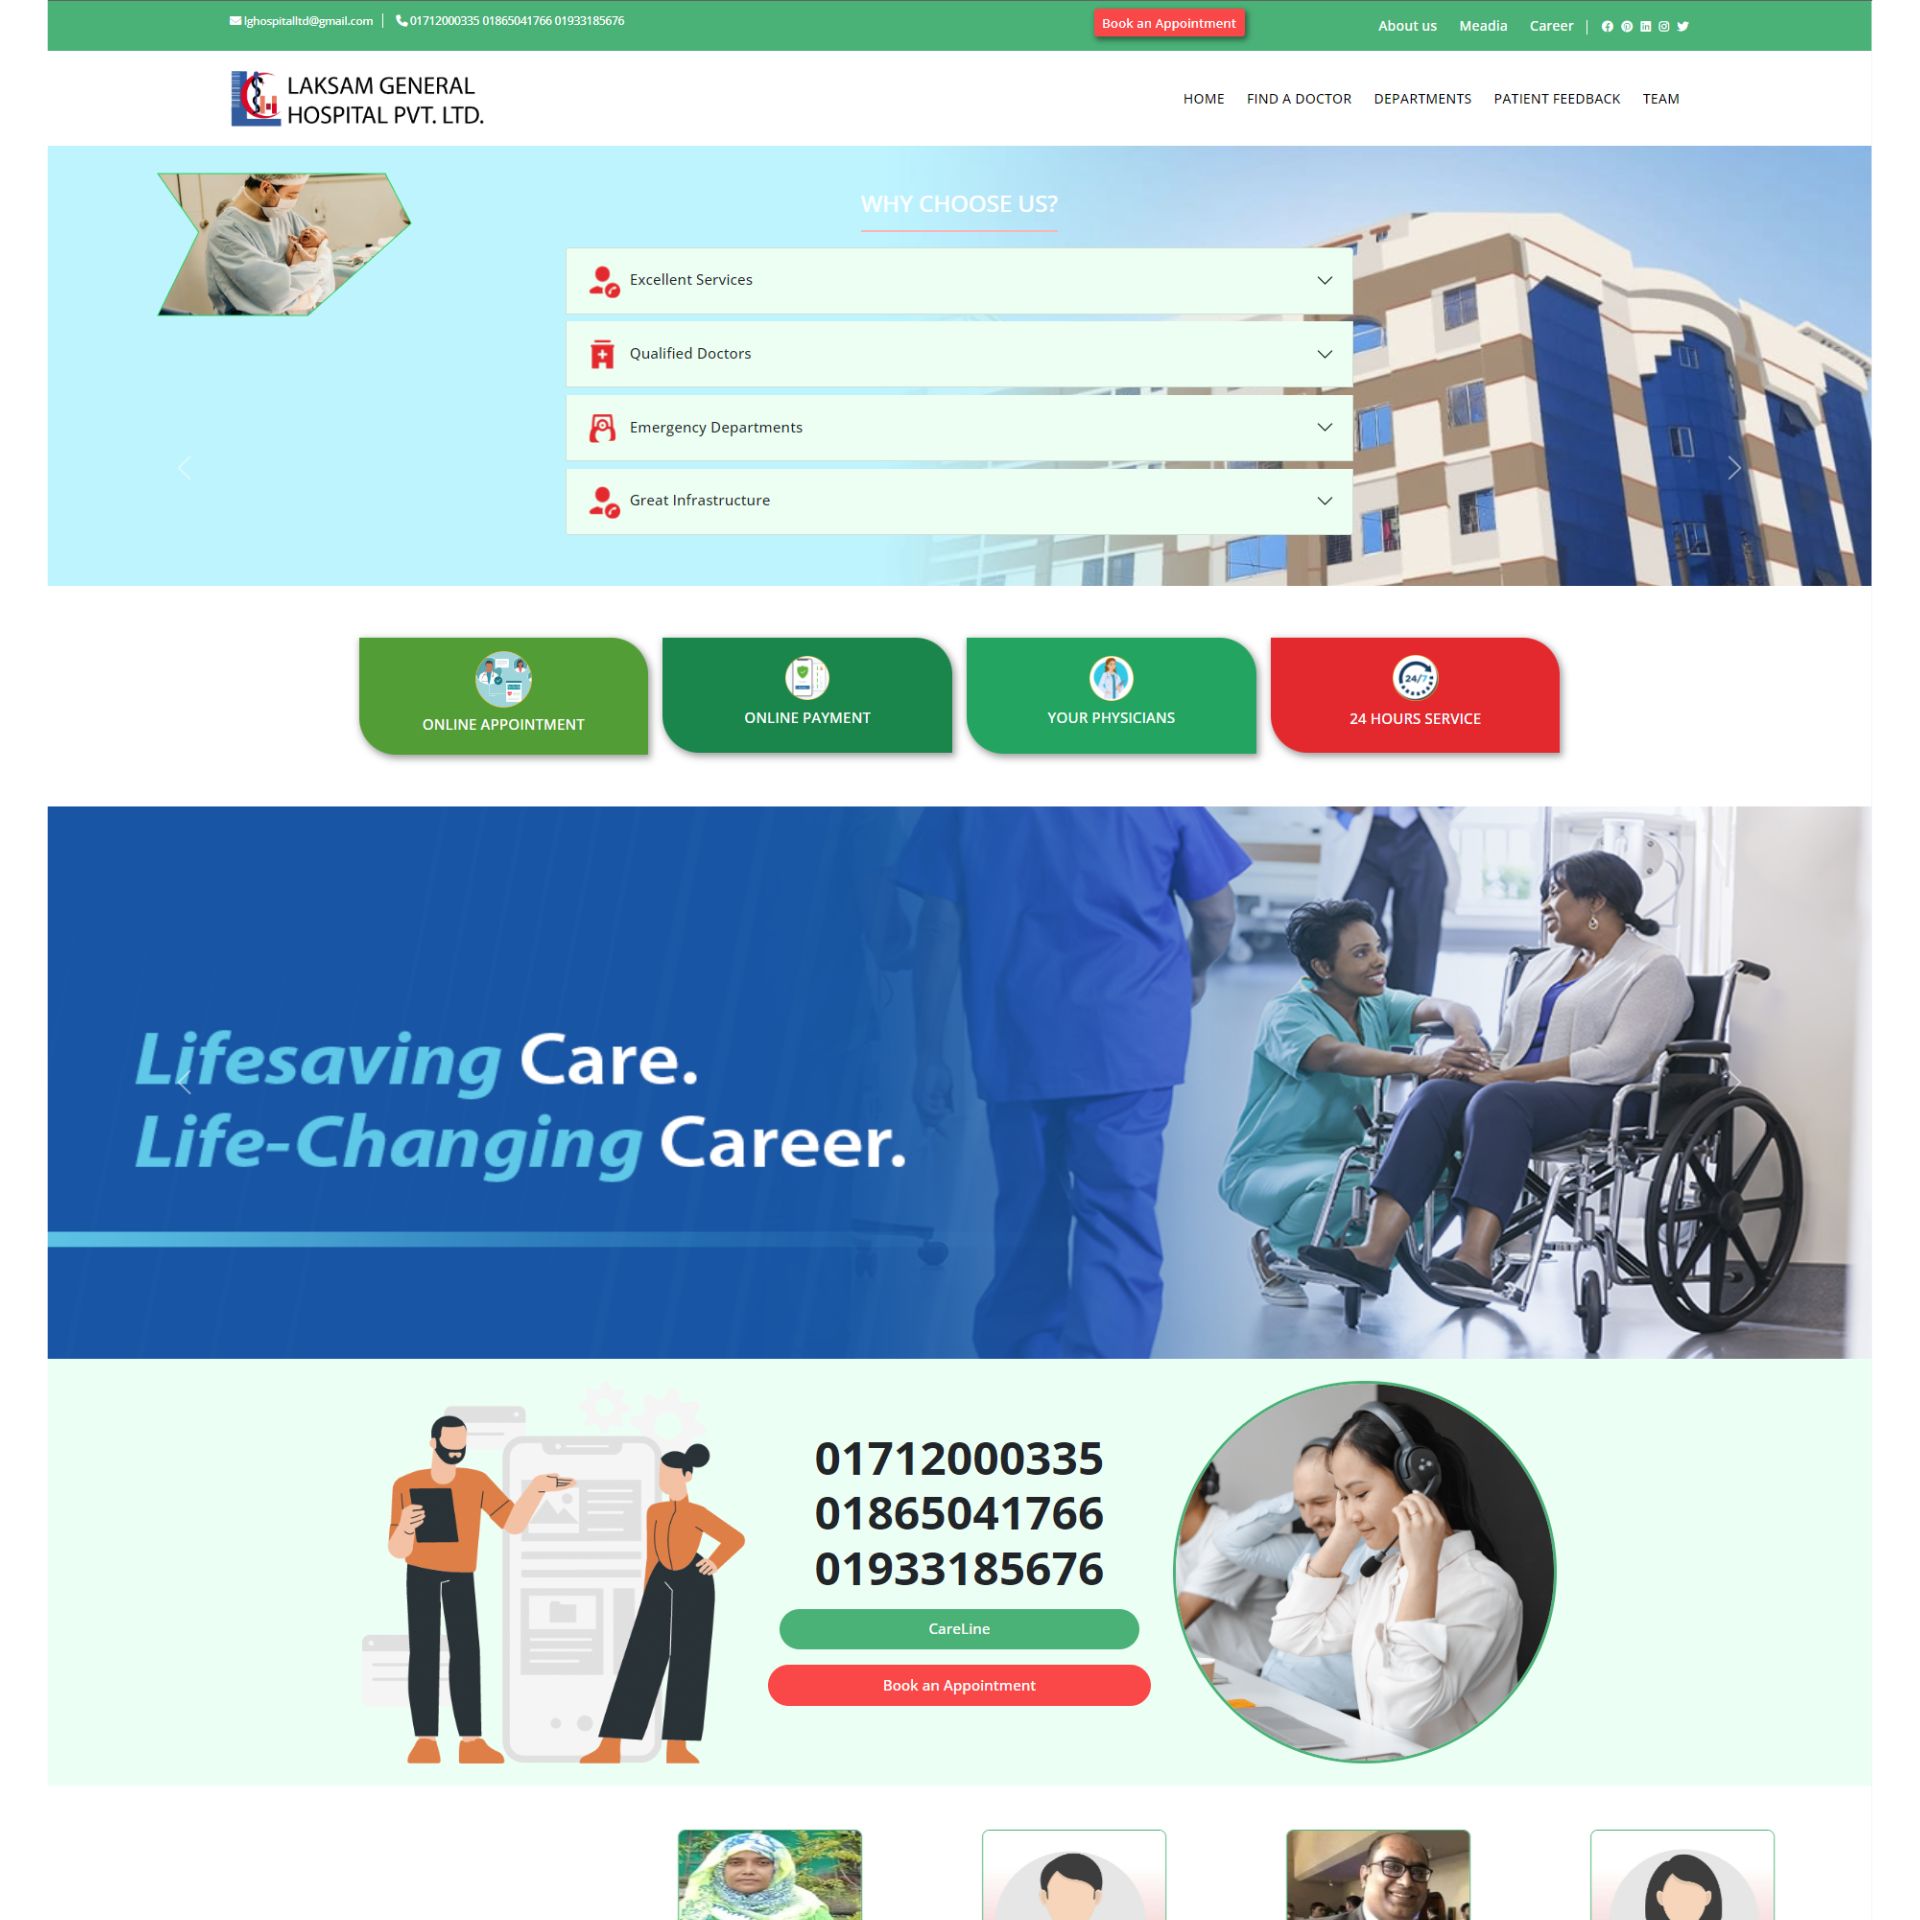 lghospitalltd@gmail.com
01712000335 01865041766 01933185676
Book an Appointment
About us
Meadia
Career
LAKSAM GENERAL
HOSPITAL PVT. LTD.
HOME
FIND A DOCTOR
DEPARTMENTS
PATIENT FEEDBACK
TEAM
WHY CHOOSE US?
Excellent Services
Qualified Doctors
Emergency Departments
Great Infrastructure
24/7
ONLINE APPOINTMENT
ONLINE PAYMENT
YOUR PHYSICIANS
24 HOURS SERVICE
Lifesaving Care.
Life-Changing Career.
01712000335
01865041766
01933185676
CareLine
Book an Appointment